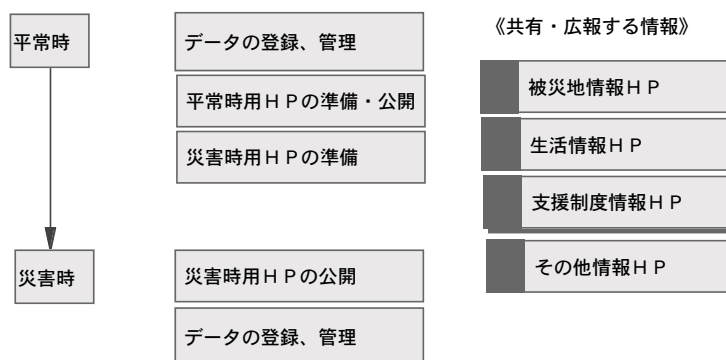 平常時
データの登録、管理
平常時用ＨＰの準備・公開
災害時用ＨＰの準備
災害時
災害時用ＨＰの公開
データの登録、管理
《共有・広報する情報》
被災地情報ＨＰ
生活情報ＨＰ
支援制度情報ＨＰ
その他情報ＨＰ